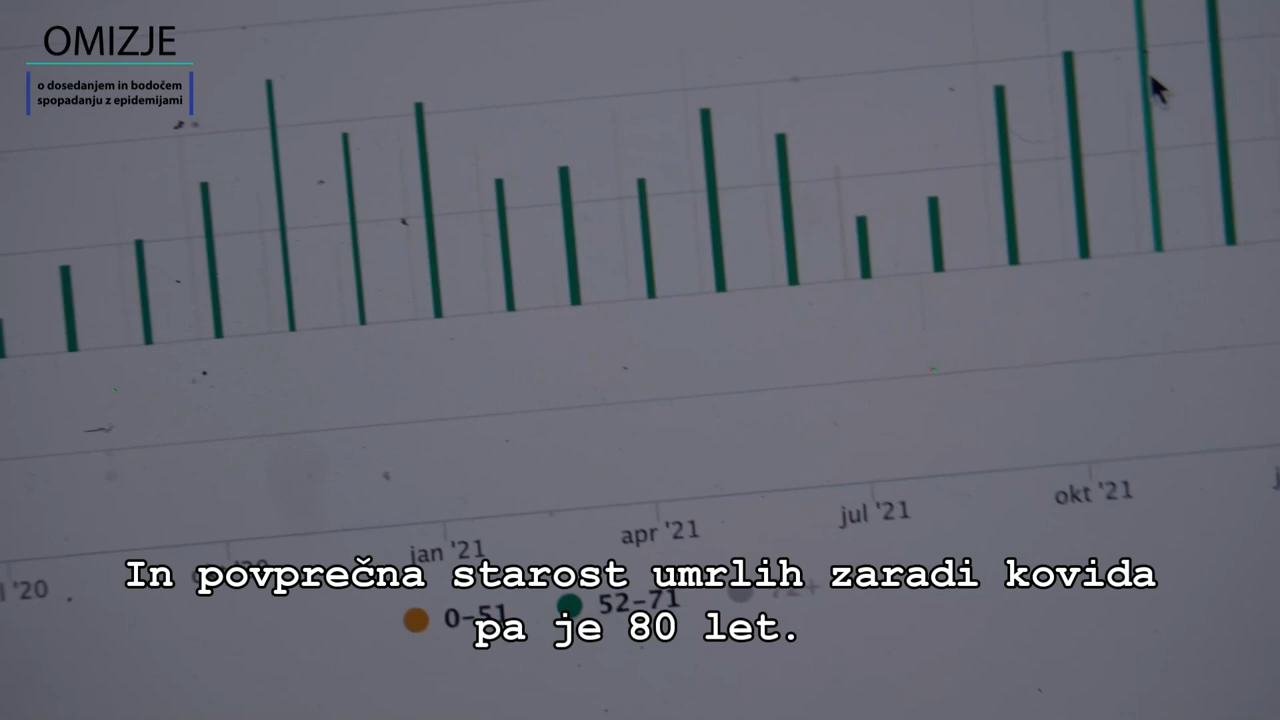 OMIZJE
o dosedanjem in bodočem
spopadanju z epidemijami
'20
jan '21
apr '21
jul '21
okt '21
0–51
52–71
In povprečna starost umrlih zaradi kovida
pa je 80 let.